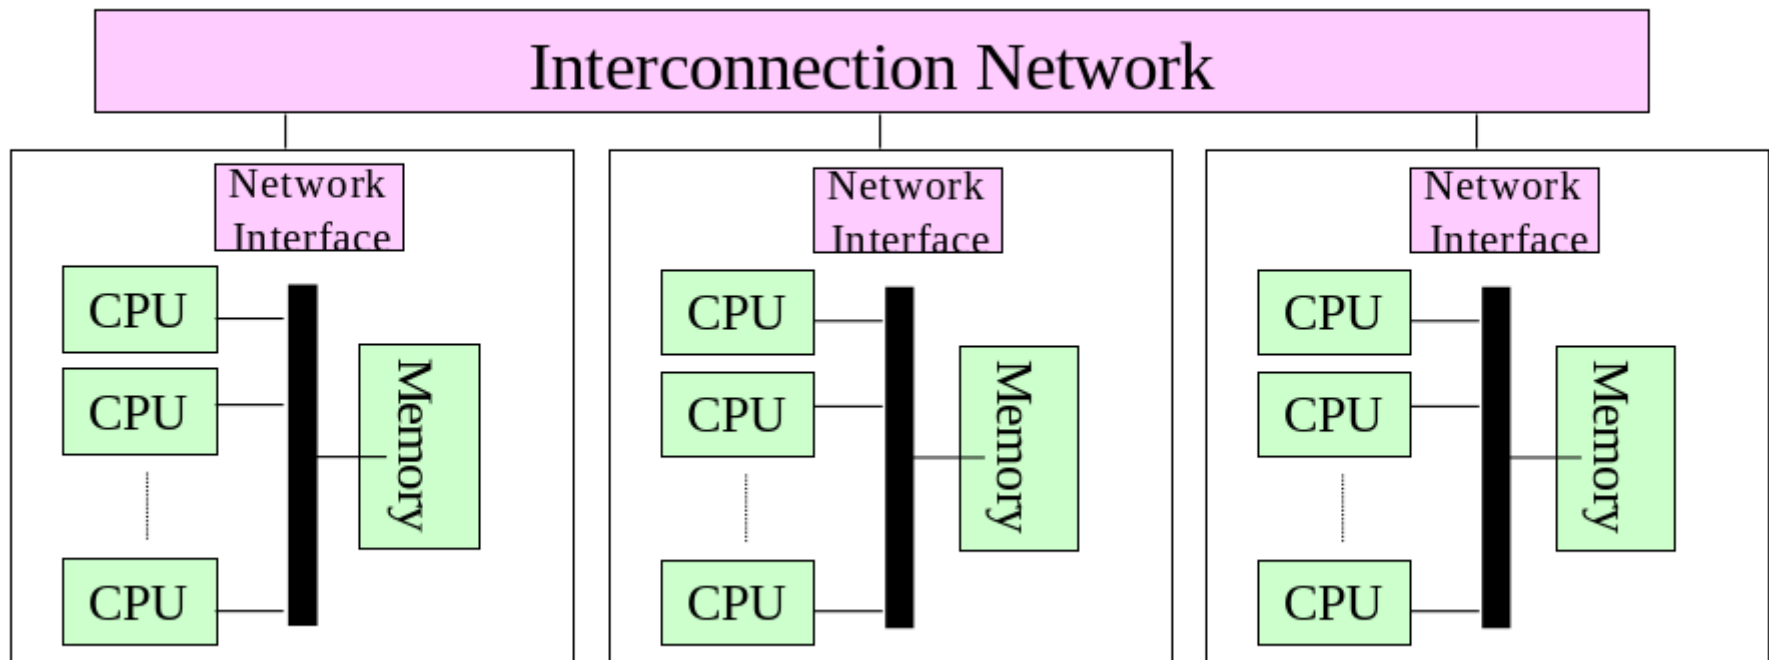 Interconnection Network
Network
Interface
CPU
CPU
CPU
Memory
Network
Interface
CPU
CPU
CPU
Memory
Network
Interface
CPU
CPU
CPU
Memory